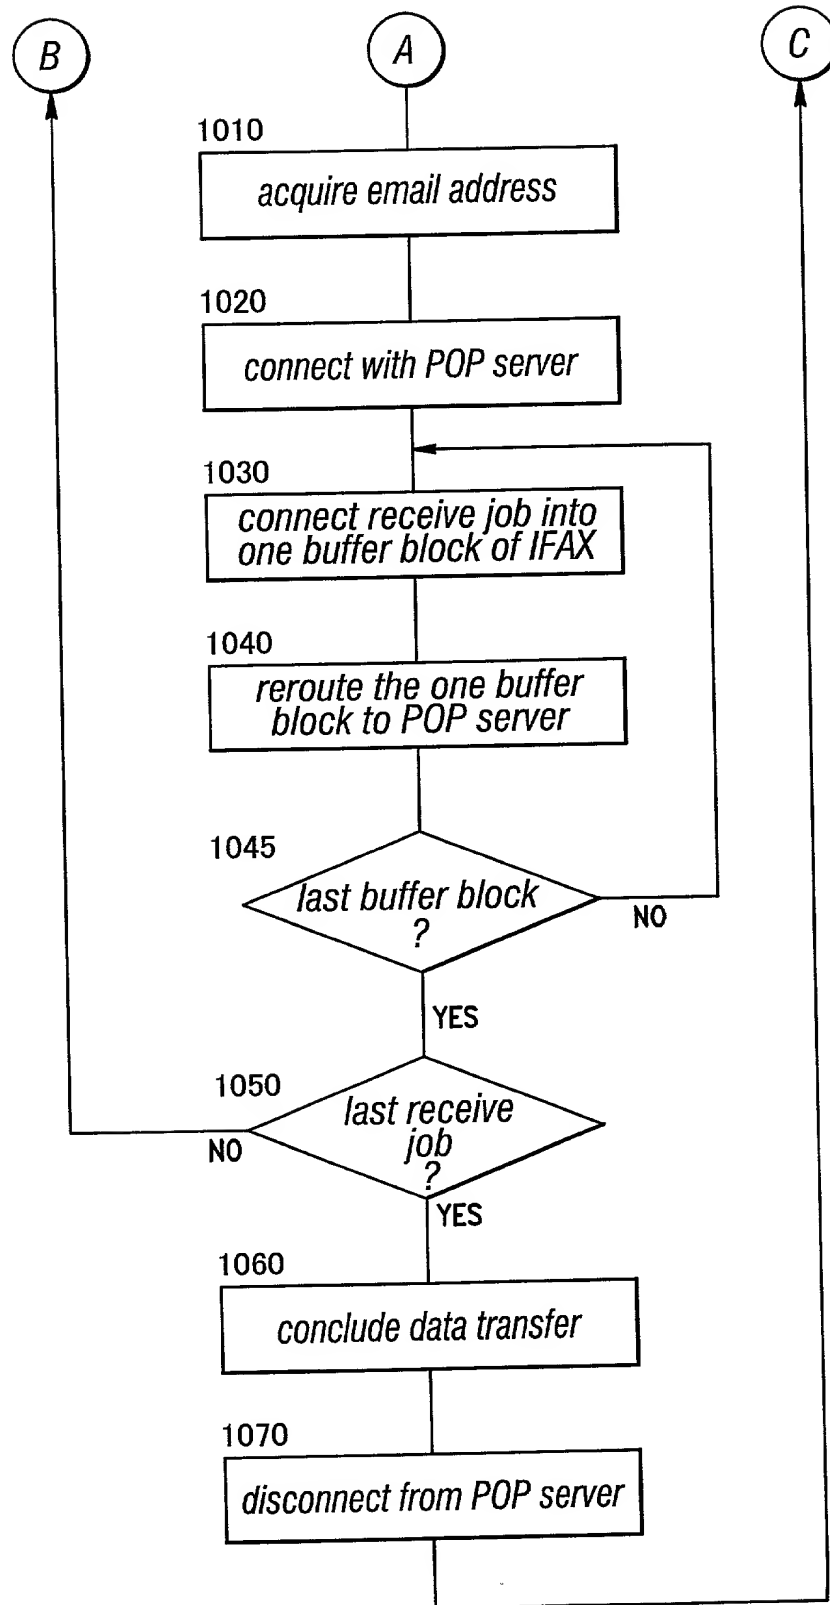 B
A
C
1010
acquire email address
1020
connect with POP server
1030
connect receive job into
one buffer block of IFAX
1040
reroute the one buffer
block to POP server
1045
last buffer block
?
NO
YES
1050
last receive
job
?
NO
YES
1060
conclude data transfer
1070
disconnect from POP server